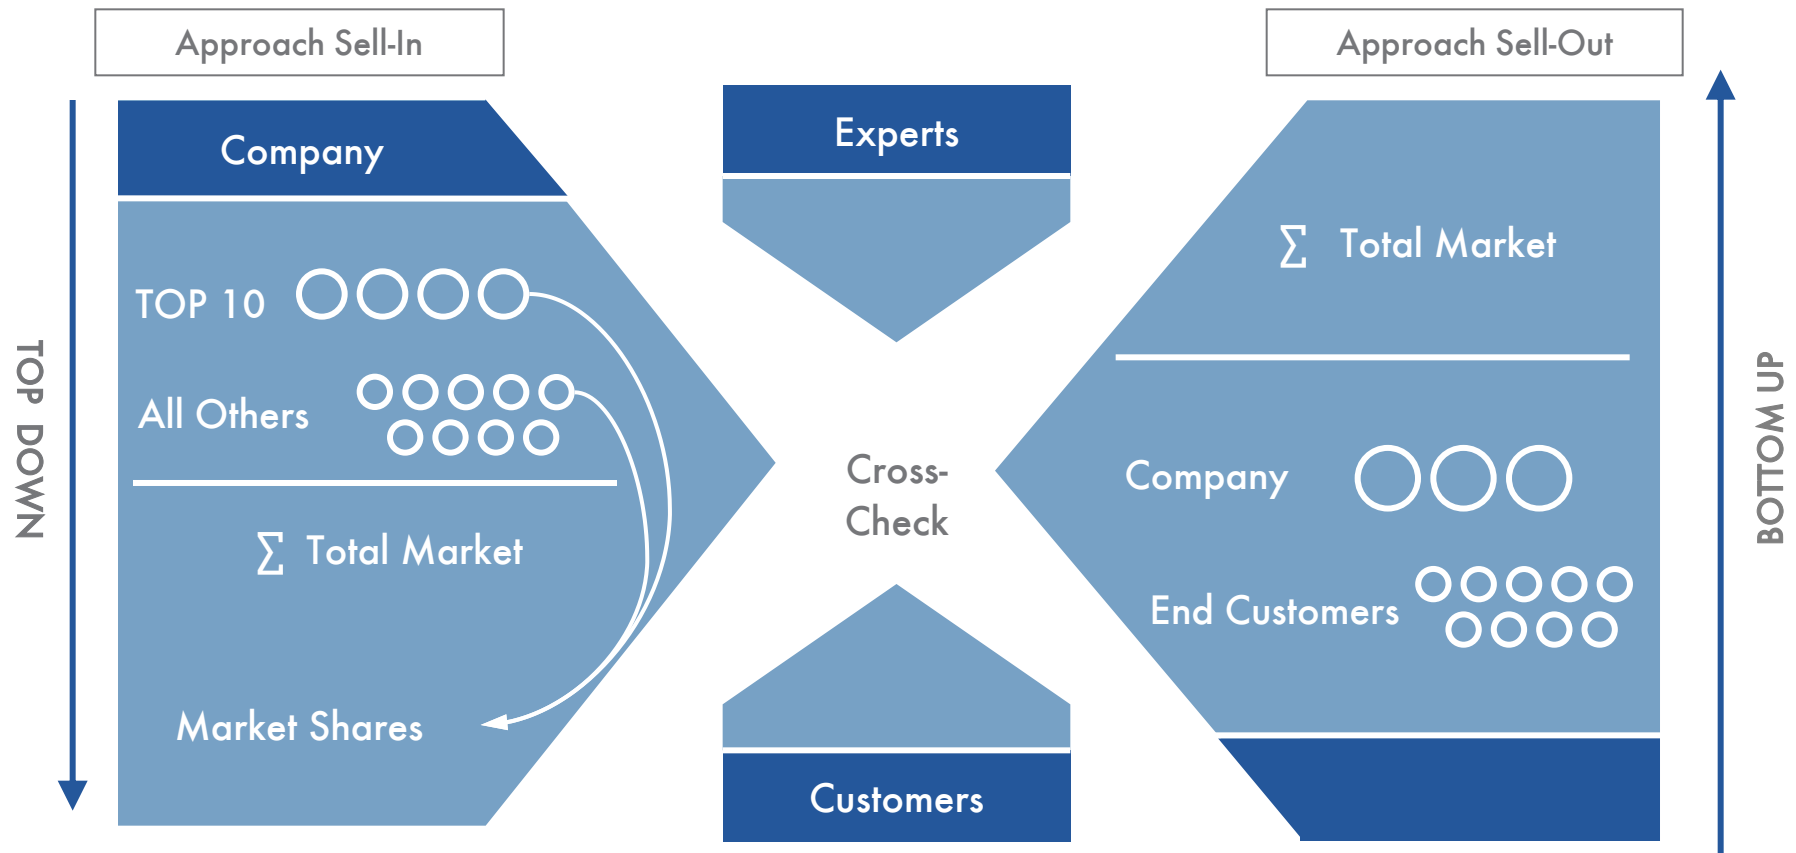 Approach Sell-In
Company
TOP 10
All Others
∑ Total Market
Market Shares
TOP DOWN
Experts
Cross-
Check
Customers
Approach Sell-Out
∑ Total Market
Company
End Customers
BOTTOM UP